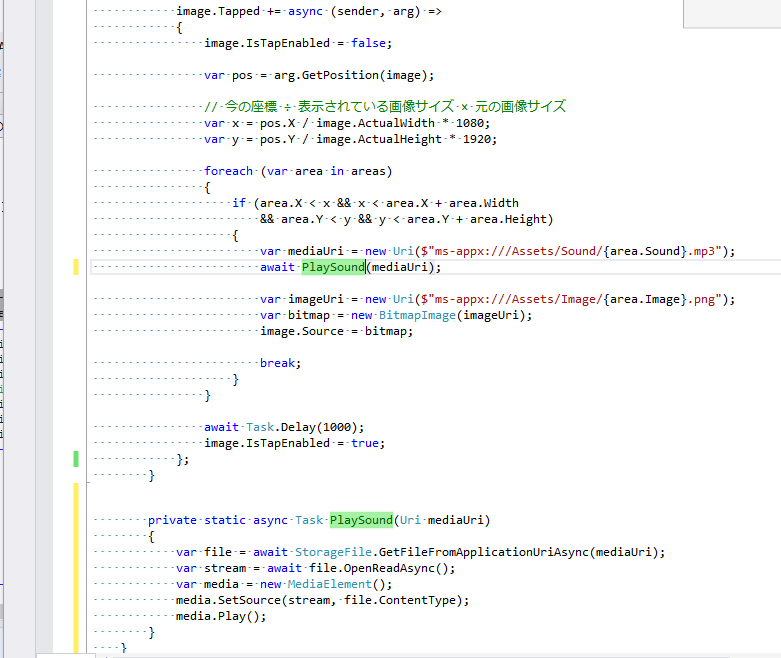 image.Tapped += async (sender, arg) =>
{
image.IsTapEnabled = false;
var pos = arg.GetPosition(image);
// 今の座標 ÷ 表示されている画像サイズ × 元の画像サイズ
var x = pos.X / image.ActualWidth * 1080;
var y = pos.Y / image.ActualHeight * 1920;
foreach (var area in areas)
{
if (area.X < x && x < area.X + area.Width
&& area.Y < y && y < area.Y + area.Height)
{
var mediaUri = new Uri($"ms-appx:///Assets/Sound/{area.Sound}.mp3");
await PlaySound(mediaUri);
var imageUri = new Uri($"ms-appx:///Assets/Image/{area.Image}.png");
var bitmap = new BitmapImage(imageUri);
image.Source = bitmap;
break;
}
}
await Task.Delay(1000);
image.IsTapEnabled = true;
};
}
private static async Task PlaySound(Uri mediaUri)
{
var file = await StorageFile.GetFileFromApplicationUriAsync(mediaUri);
var stream = await file.OpenReadAsync();
var media = new MediaElement();
media.SetSource(stream, file.ContentType);
media.Play();
}
}